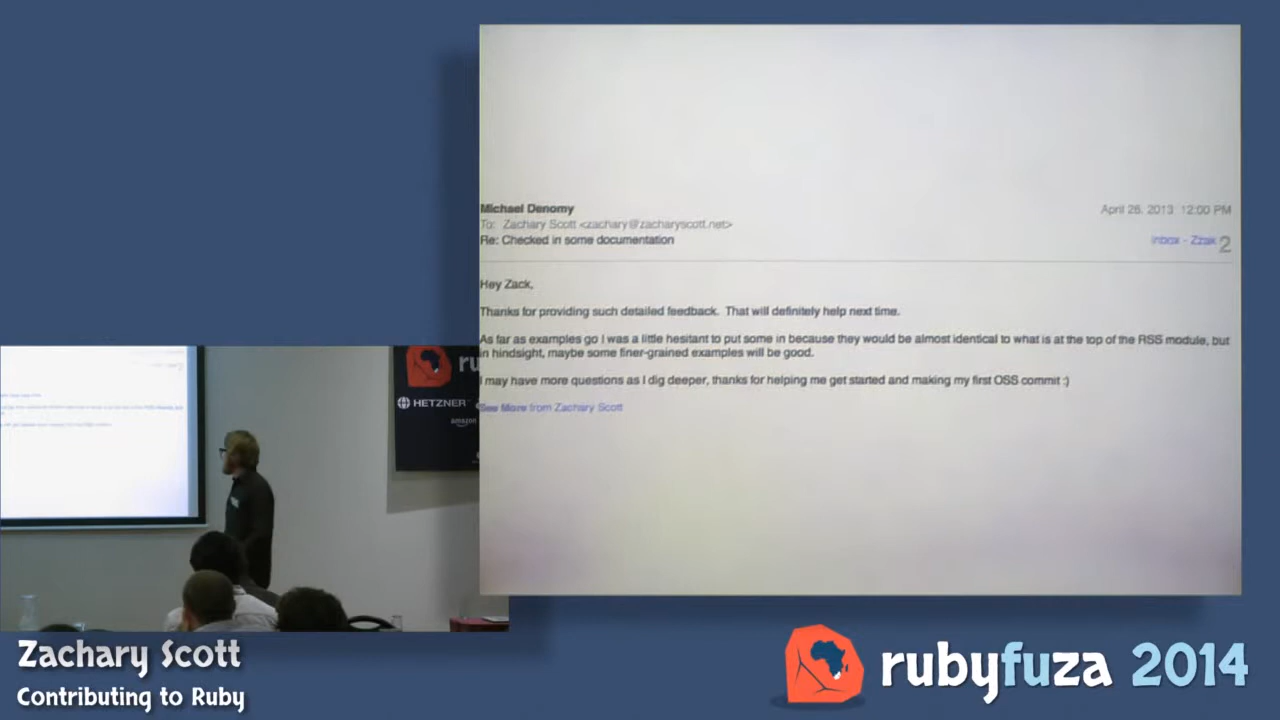 Michael Denomy
April 26, 2013 12:00 PM
To: Zachary Scott <zachary@zacharyscott.net>
Re: Checked in some documentation
Inbox - Zzak 2
Hey Zack,
Thanks for providing such detailed feedback. That will definitely help next time.
As far as examples go I was a little hesitant to put some in because they would be almost identical to what is at the top of the RSS module, but
in hindsight, maybe some finer-grained examples will be good.
I may have more questions as I dig deeper, thanks for helping me get started and making my first OSS commit :)
See More from Zachary Scott
ru
HETZNER
amazon
Zachary Scott
Contributing to Ruby
rubyfuza 2014